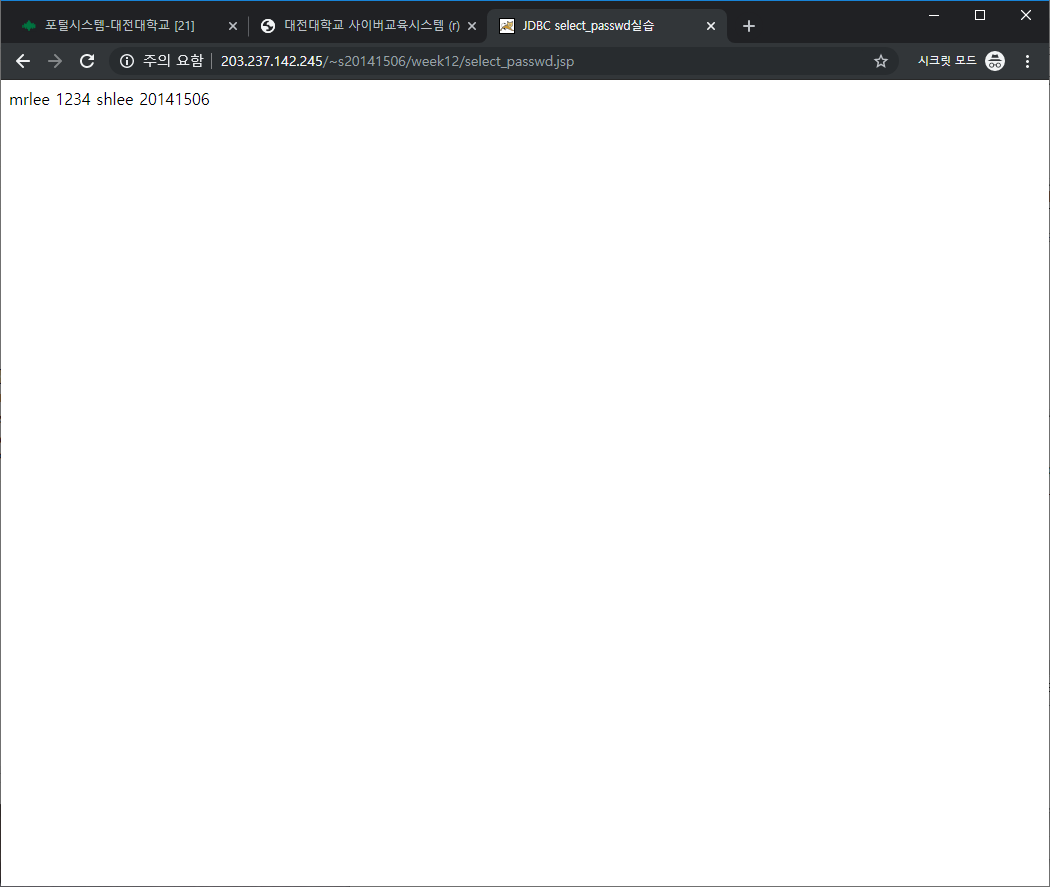 포털시스템-대전대학교 [21]
대전대학교 사이버교육시스템 (r)
JDBC select_passwd실습
주의 요함
203.237.142.245/~s20141506/week12/select_passwd.jsp
시크릿 모드
mrlee 1234 shlee 20141506